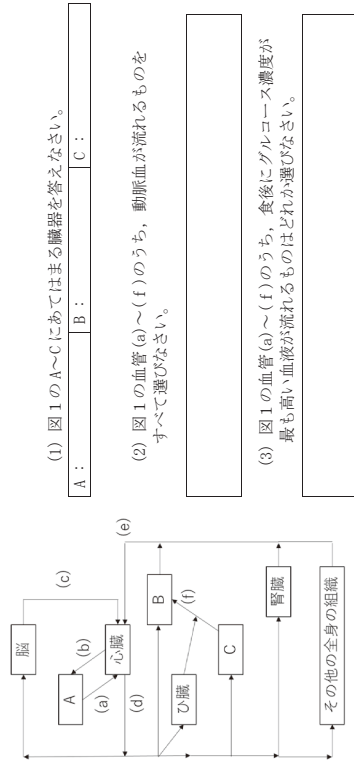 (1) 図1のA~Cにあてはまる臓器を答えなさい。
A:
B:
C:
(2) 図1の血管(a)~(f)のうち，動脈血が流れるものを
すべて選びなさい。
(3) 図1の血管(a)~(f)のうち，食後にグルコース濃度が
最も高い血液が流れるものはどれか選びなさい。
脳
(c)
A
(b)
(a)
心臓
(e)
(d)
B
ひ臓
(f)
C
腎臓
その他の全身の組織